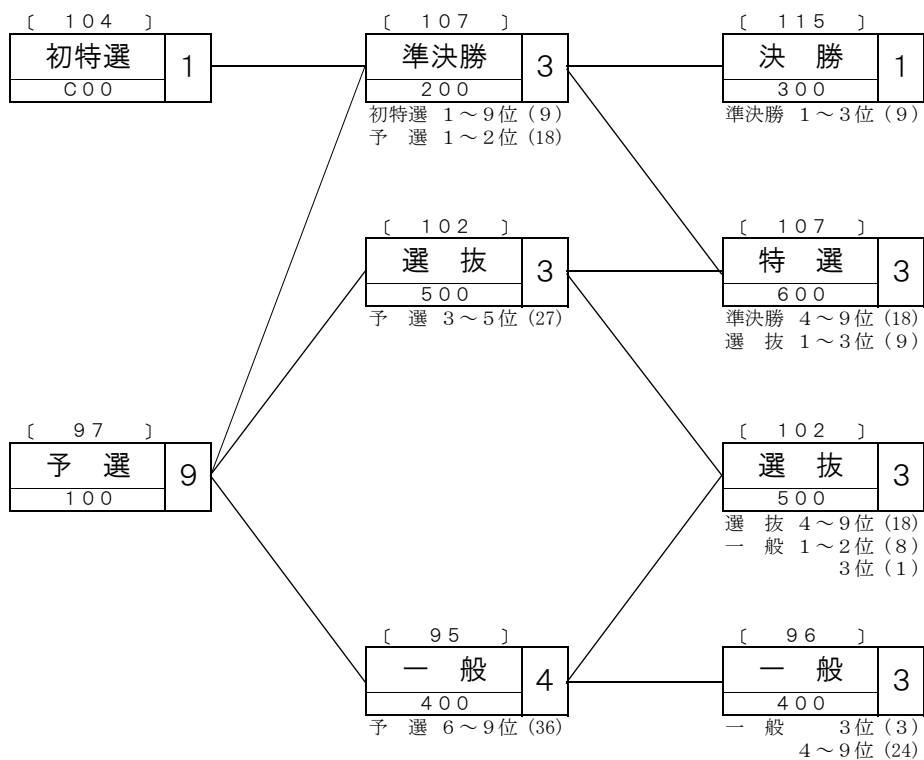 〔 104 〕
初特選 1
C00
〔 107 〕
準決勝 3
200
初特選 1～9位 (9)
予 選 1～2位 (18)
〔 115 〕
決 勝 1
300
準決勝 1～3位 (9)
〔 102 〕
選 抜 3
500
予 選 3～5位 (27)
〔 107 〕
特 選 3
600
準決勝 4～9位 (18)
選 抜 1～3位 (9)
〔 97 〕
予 選 9
100
〔 102 〕
選 抜 3
500
選 抜 4～9位 (18)
一 般 1～2位 (8)
3位 (1)
〔 95 〕
一 般 4
400
予 選 6～9位 (36)
〔 96 〕
一 般 3
400
一 般 3位 (3)
4～9位 (24)